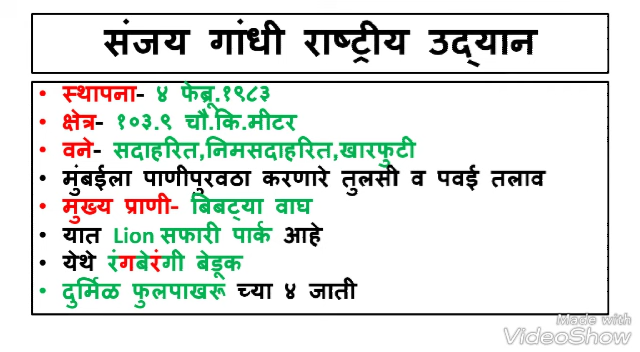 संजय गांधी राष्ट्रीय उद्यान
• स्थापना- ४ फेब्रू.१९८३
• क्षेत्र- १०३.९ चौ.कि.मीटर
• वने- सदाहरित,निमसदाहरित,खारफुटी
• मुंबईला पाणीपुरवठा करणारे तुलसी व पवई तलाव
• मुख्य प्राणी- बिबट्या वाघ
• यात Lion सफारी पार्क आहे
• येथे रंगबेरंगी बेडूक
• दुर्मिळ फुलपाखरू च्या ४ जाती
Made with
VideoShow